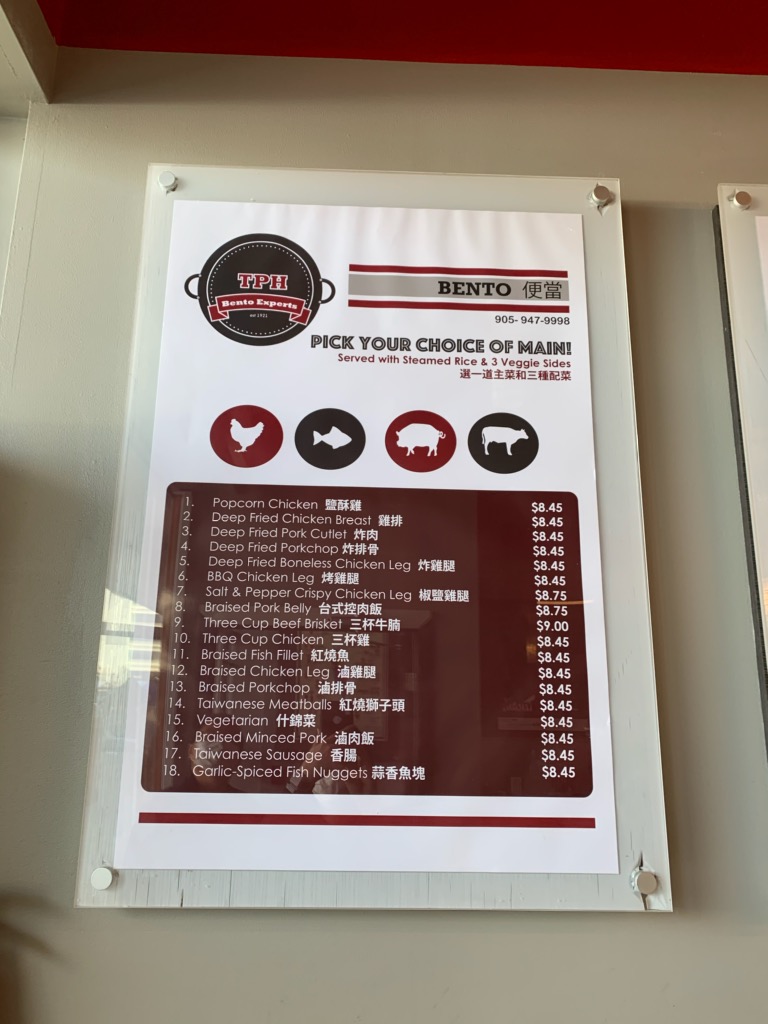 TPH
Bento Experts
est 1921
BENTO 便當
905- 947-9998
PICK YOUR CHOICE OF MAIN!
Served with Steamed Rice & 3 Veggie Sides
選一道主菜和三種配菜
1. Popcorn Chicken 鹽酥雞 $8.45
2. Deep Fried Chicken Breast 雞排 $8.45
3. Deep Fried Pork Cutlet 炸肉 $8.45
4. Deep Fried Porkchop 炸排骨 $8.45
5. Deep Fried Boneless Chicken Leg 炸雞腿 $8.45
6. BBQ Chicken Leg 烤雞腿 $8.45
7. Salt & Pepper Crispy Chicken Leg 椒鹽雞腿 $8.75
8. Braised Pork Belly 台式控肉飯 $8.75
9. Three Cup Beef Brisket 三杯牛腩 $9.00
10. Three Cup Chicken 三杯雞 $8.45
11. Braised Fish Fillet 紅燒魚 $8.45
12. Braised Chicken Leg 滷雞腿 $8.45
13. Braised Porkchop 滷排骨 $8.45
14. Taiwanese Meatballs 紅燒獅子頭 $8.45
15. Vegetarian 什錦菜 $8.45
16. Braised Minced Pork 滷肉飯 $8.45
17. Taiwanese Sausage 香腸 $8.45
18. Garlic-Spiced Fish Nuggets 蒜香魚塊 $8.45